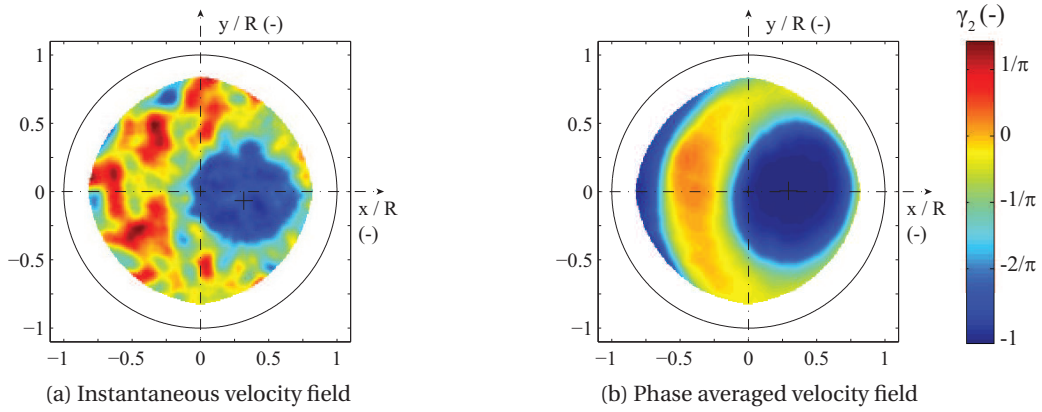 y / R (-)
y / R (-)
γ2 (-)
1
0.5
0
−0.5
−1
−1
−0.5
0
0.5
1
x / R
(-)
1
0.5
0
−0.5
−1
−1
−0.5
0
0.5
1
x / R
(-)
1/π
0
-1/π
-2/π
-1
(a) Instantaneous velocity field
(b) Phase averaged velocity field